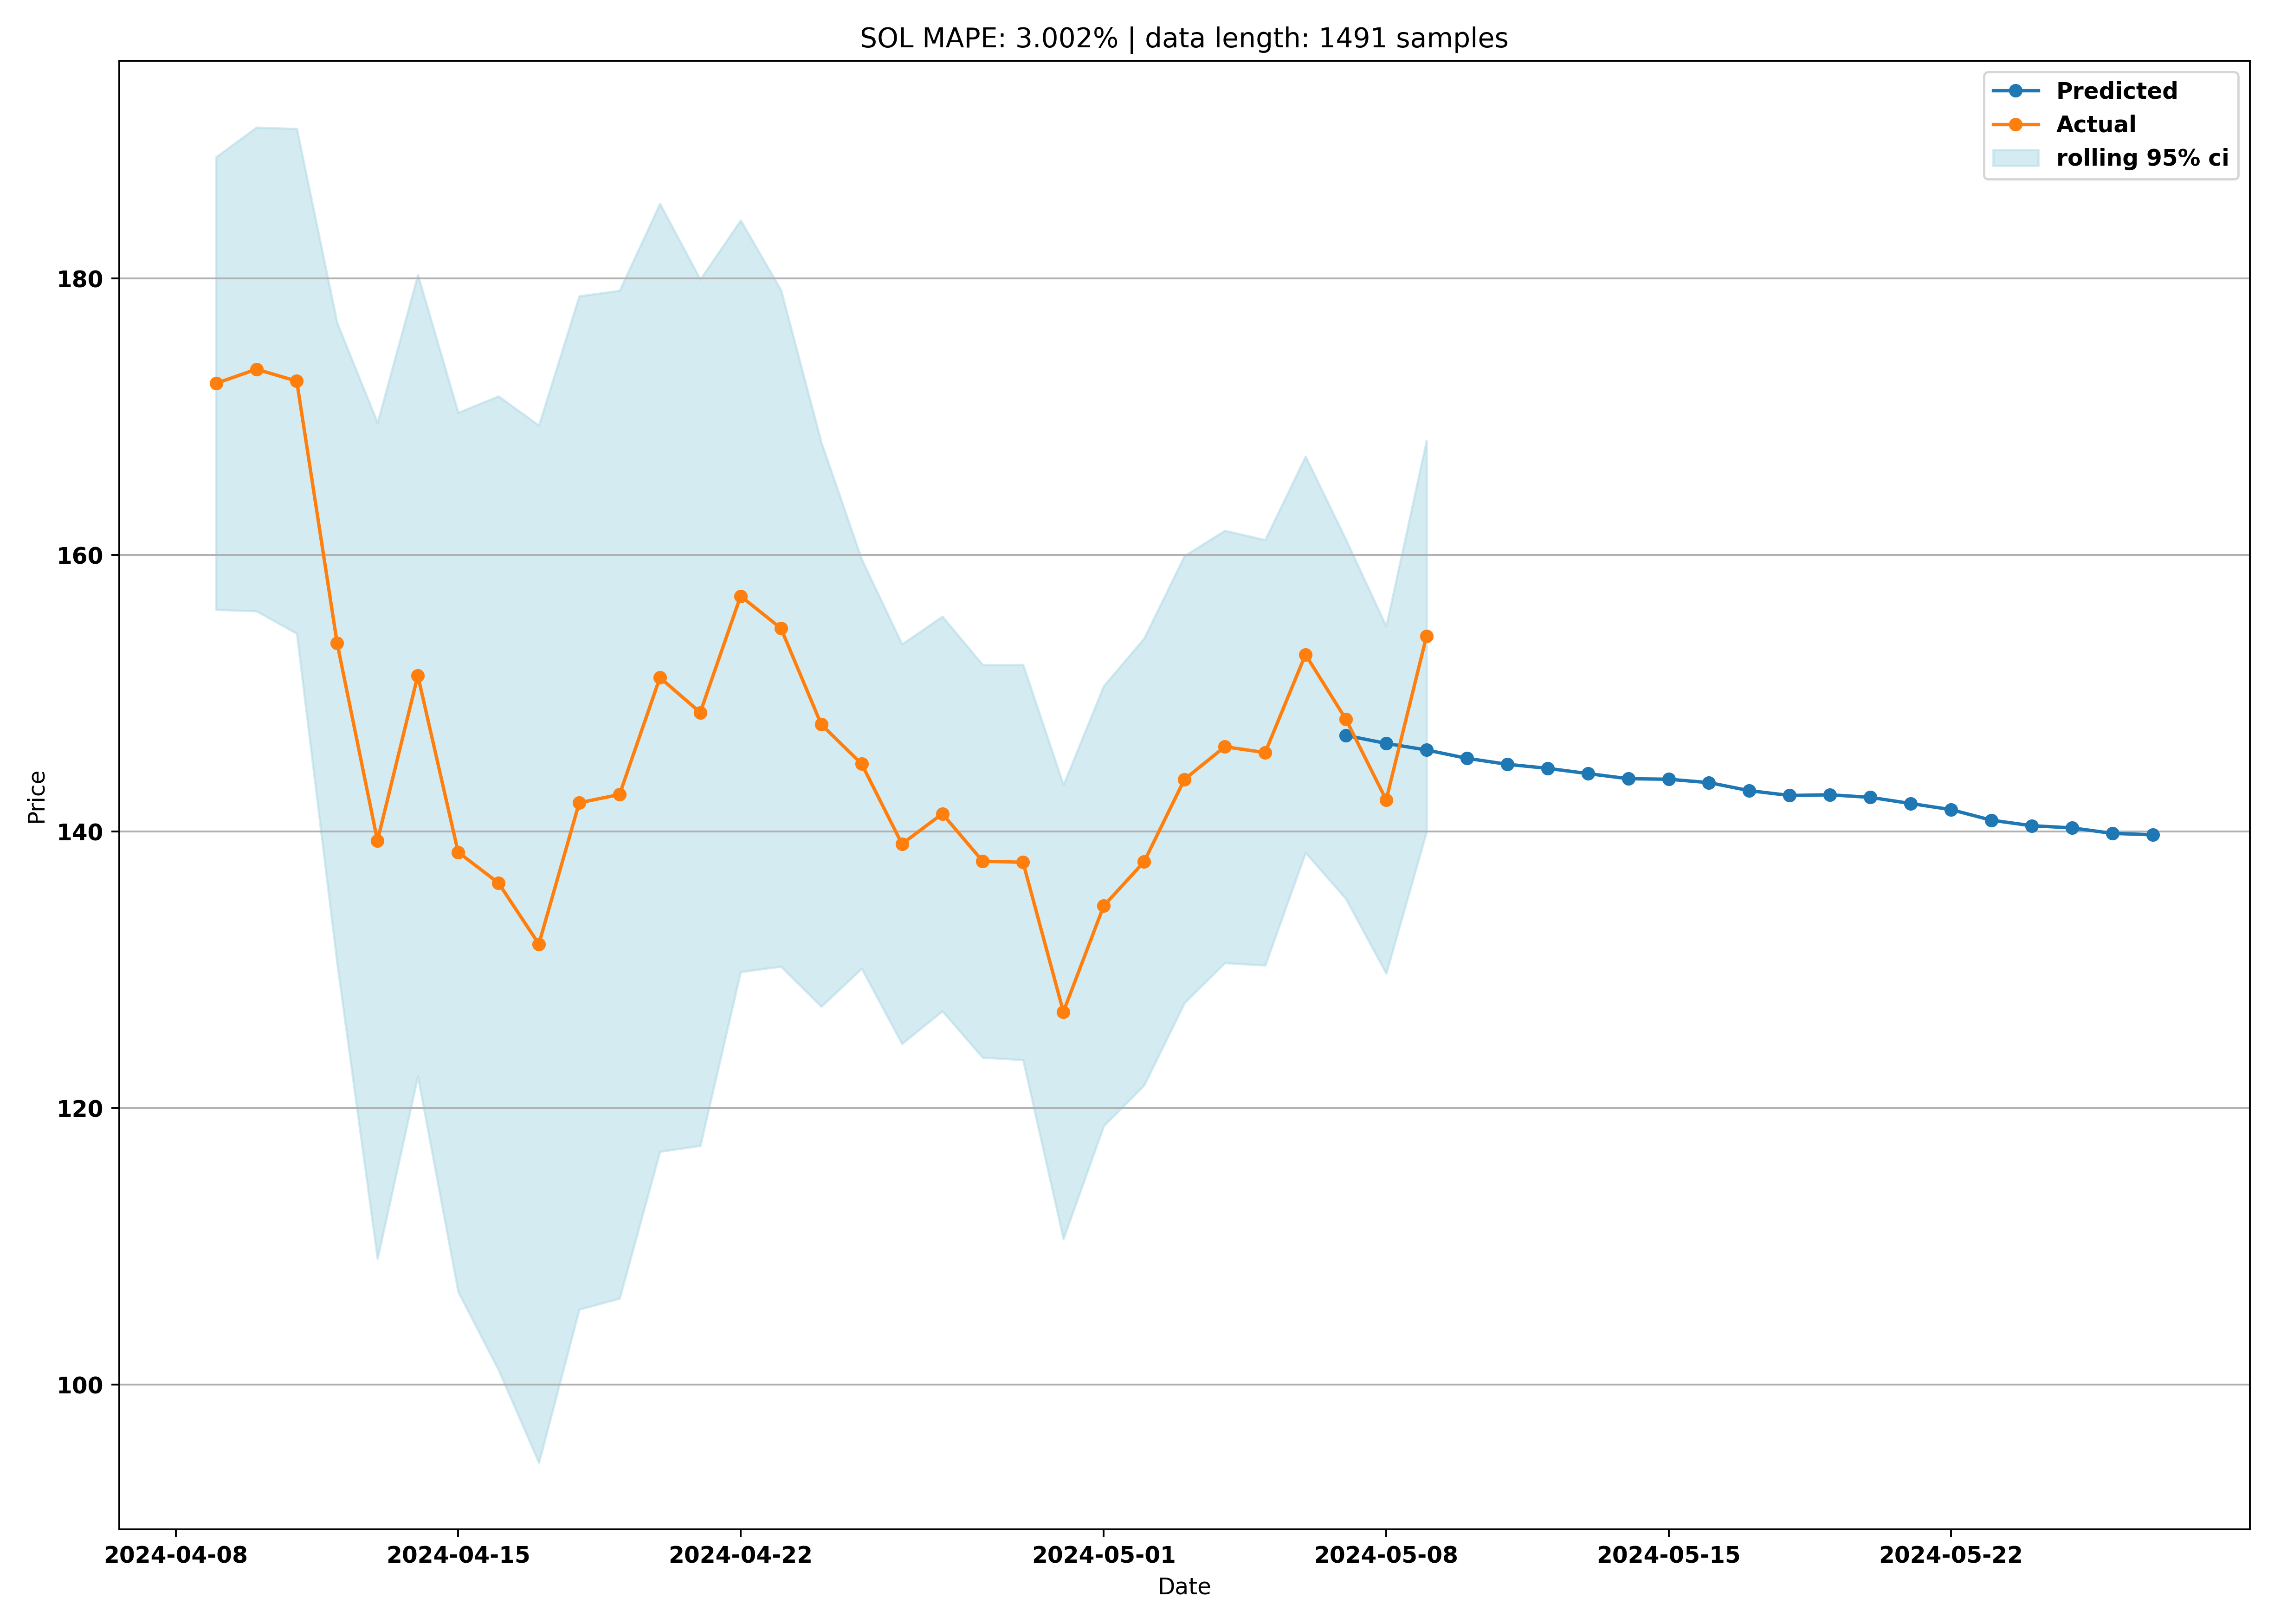 SOL MAPE: 3.002% | data length: 1491 samples
Predicted
Actual
rolling 95% ci
180
160
140
120
100
Price
2024-04-08
2024-04-15
2024-04-22
2024-05-01
2024-05-08
2024-05-15
2024-05-22
Date